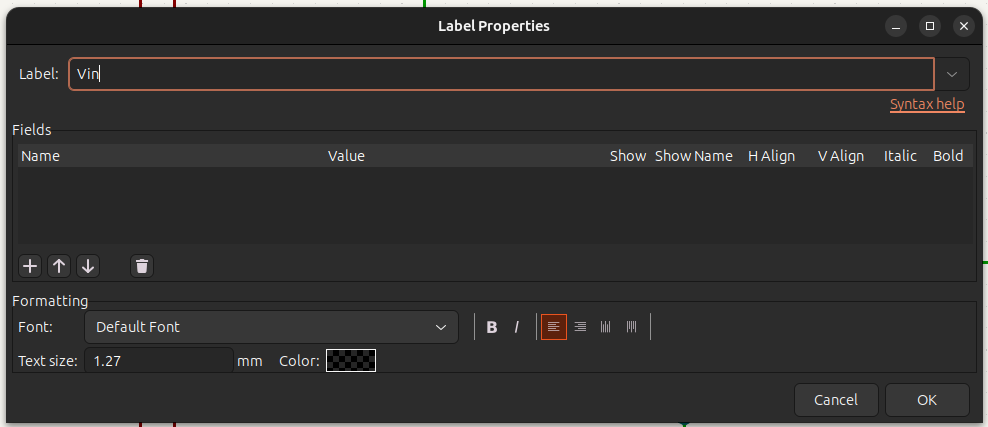 Label Properties
Label: Vin
Syntax help
Fields
Name Value Show Show Name H Align V Align Italic Bold
Formatting
Font: Default Font B I
Text size: 1.27 mm Color:
Cancel OK